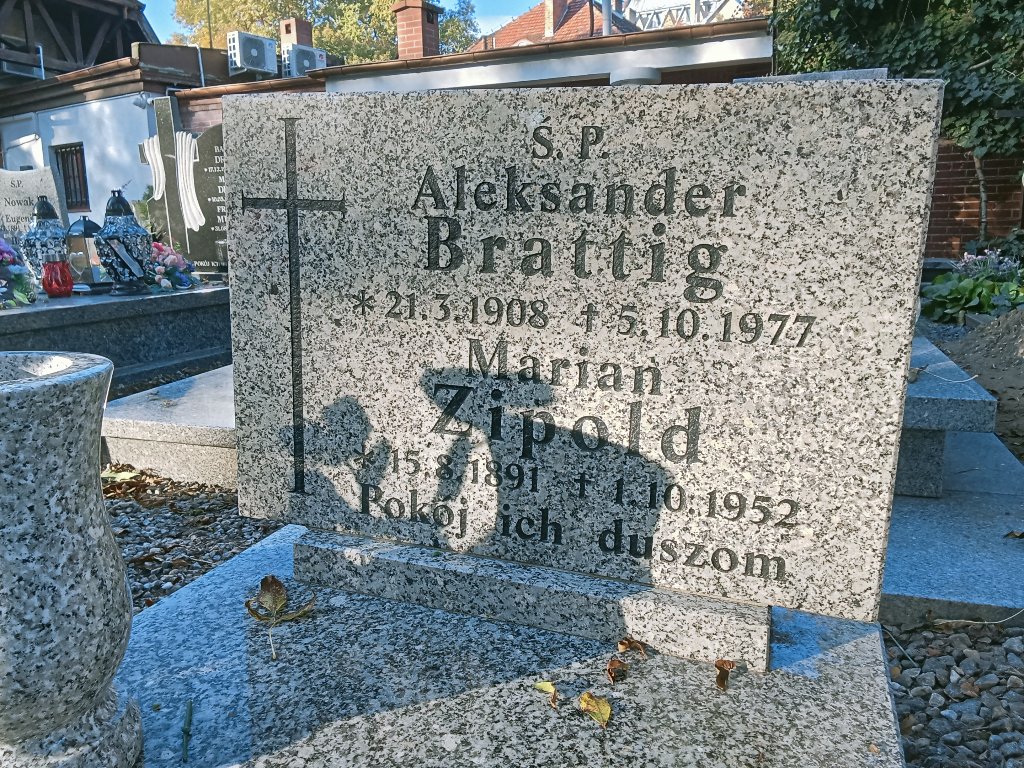 Ś. P.
Aleksander
Brattig
* 21.3.1908 † 5.10.1977
Marian
Zipold
* 15.8.1891 † 1.10.1952
Pokój ich duszom
Ś.P.
Nowak